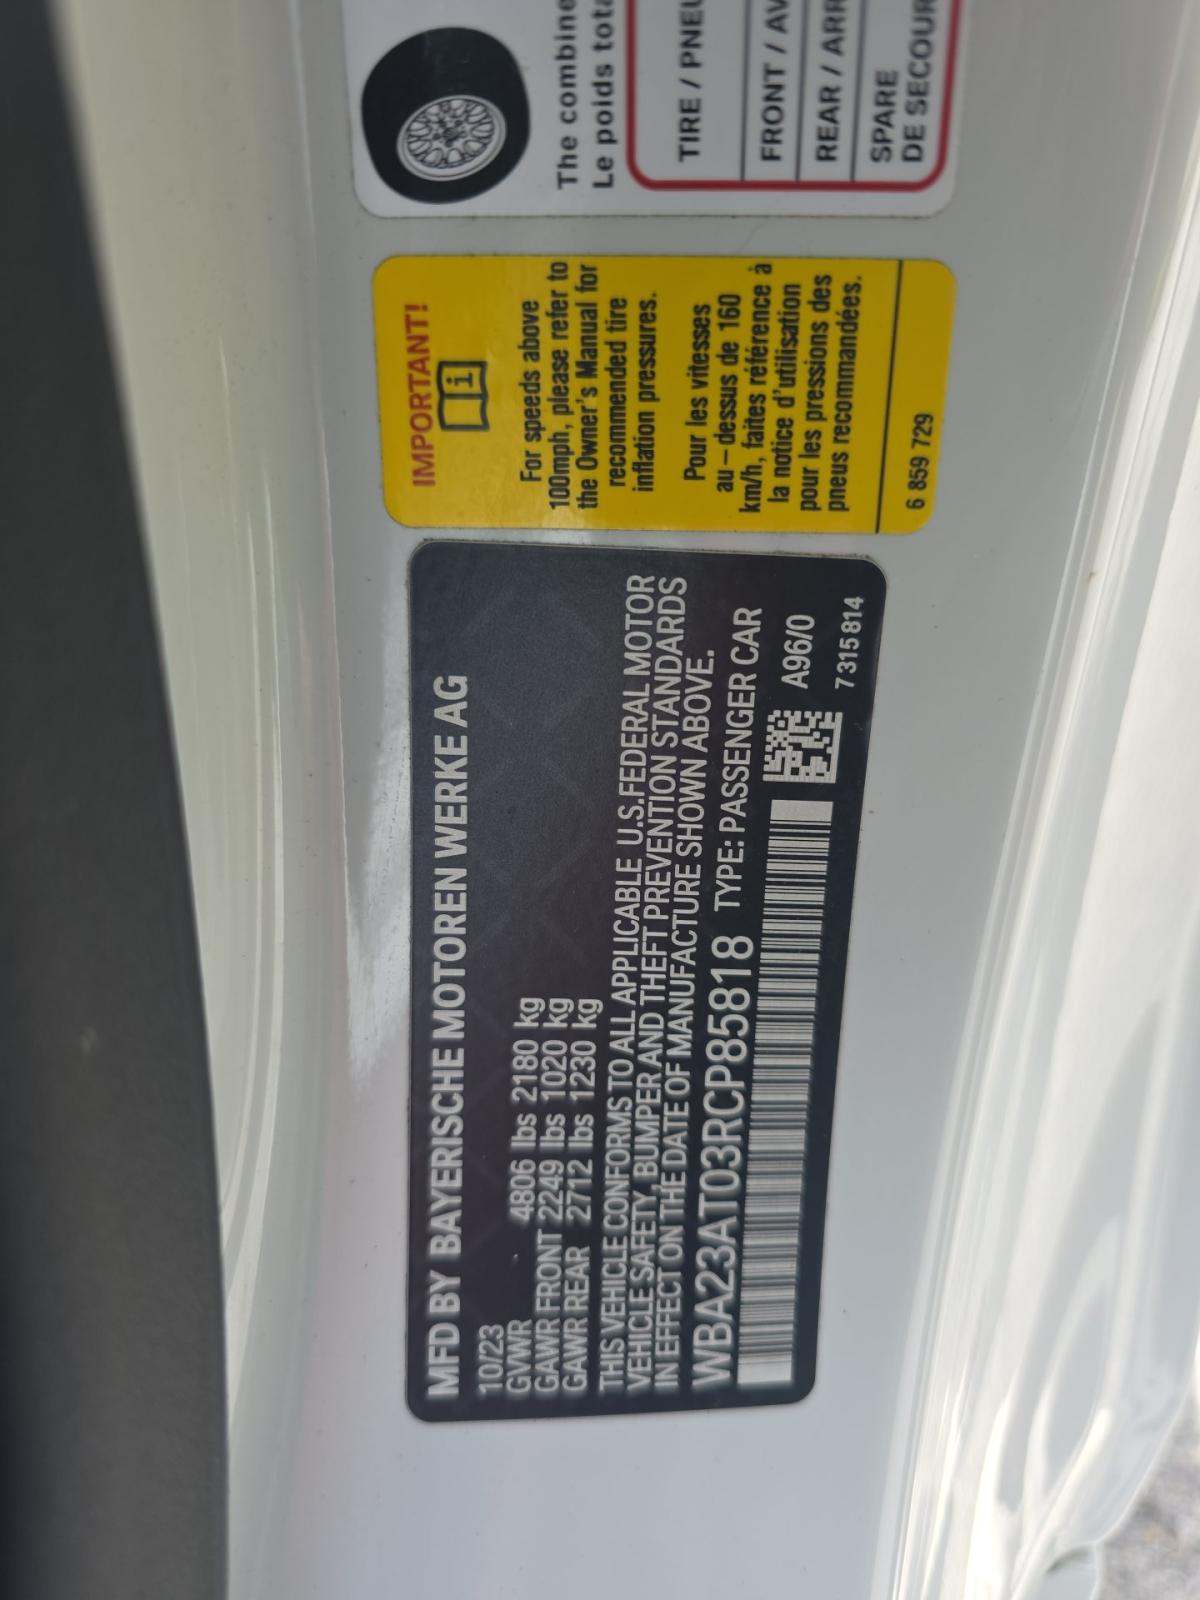 MFD BY BAYERISCHE MOTOREN WERKE AG
10/23
GVWR 4806 lbs 2180 kg
GAWR FRONT 2249 lbs 1020 kg
GAWR REAR 2712 lbs 1230 kg
THIS VEHICLE CONFORMS TO ALL APPLICABLE U.S.FEDERAL MOTOR
VEHICLE SAFETY, BUMPER AND THEFT PREVENTION STANDARDS
IN EFFECT ON THE DATE OF MANUFACTURE SHOWN ABOVE.
WBA23AT03RCP85818 TYPE: PASSENGER CAR
A96/0
7 315 814
IMPORTANT!
i
For speeds above
100mph, please refer to
the Owner's Manual for
recommended tire
inflation pressures.
Pour les vitesses
au-dessus de 160
km/h, faites référence à
la notice d'utilisation
pour les pressions des
pneus recommandées.
6 859 729
The combine
Le poids tota
TIRE / PNEU
FRONT / AV
REAR / ARR
SPARE
DE SECOUR